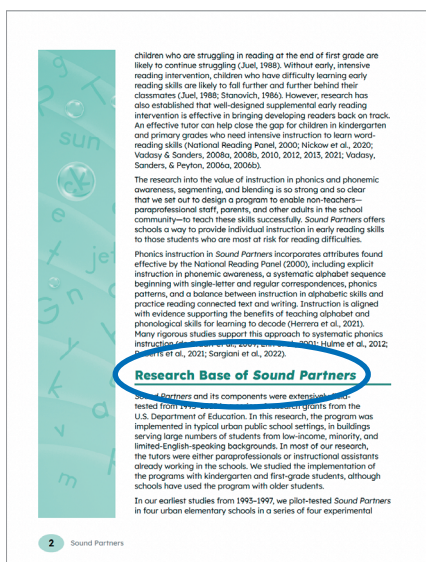 children who are struggling in reading at the end of first grade are
likely to continue struggling (Juel, 1988). Without early, intensive
reading intervention, children who have difficulty learning early
reading skills are likely to fall further and further behind their
classmates (Juel, 1988; Stanovich, 1986). However, research has
also established that well-designed supplemental early reading
intervention is effective in bringing developing readers back on track.
An effective tutor can help close the gap for children in kindergarten
and primary grades who need intensive instruction to learn word-
reading skills (National Reading Panel, 2000; Nickow et al., 2020;
Vadasy & Sanders, 2008a, 2008b, 2010, 2012, 2013, 2021; Vadasy,
Sanders, & Peyton, 2006a, 2006b).
The research into the value of instruction in phonics and phonemic
awareness, segmenting, and blending is so strong and so clear
that we set out to design a program to enable non-teachers—
paraprofessional staff, parents, and other adults in the school
community—to teach these skills successfully. Sound Partners offers
schools a way to provide individual instruction in early reading skills
to those students who are most at risk for reading difficulties.
Phonics instruction in Sound Partners incorporates attributes found
effective by the National Reading Panel (2000), including explicit
instruction in phonemic awareness, a systematic alphabet sequence
beginning with single-letter and regular correspondences, phonics
patterns, and a balance between instruction in alphabetic skills and
practice reading connected text and writing. Instruction is aligned
with evidence supporting the benefits of teaching alphabet and
phonological skills for learning to decode (Herrera et al., 2021).
Many rigorous studies support this approach to systematic phonics
instruction 2001; Hulme et al., 2012;
et al., 2021; Sargiani et al., 2022).
Research Base of Sound Partners
Sound Partners and its components were
tested from grants from the
U.S. Department of Education. In this research, the program was
implemented in typical urban public school settings, in buildings
serving large numbers of students from low-income, minority, and
limited-English-speaking backgrounds. In most of our research,
the tutors were either paraprofessionals or instructional assistants
already working in the schools. We studied the implementation of
the programs with kindergarten and first-grade students, although
schools have used the program with older students.
In our earliest studies from 1993–1997, we pilot-tested Sound Partners
in four urban elementary schools in a series of four experimental
2 Sound Partners
g
sun
e
jet
n
y
k
a
v
m